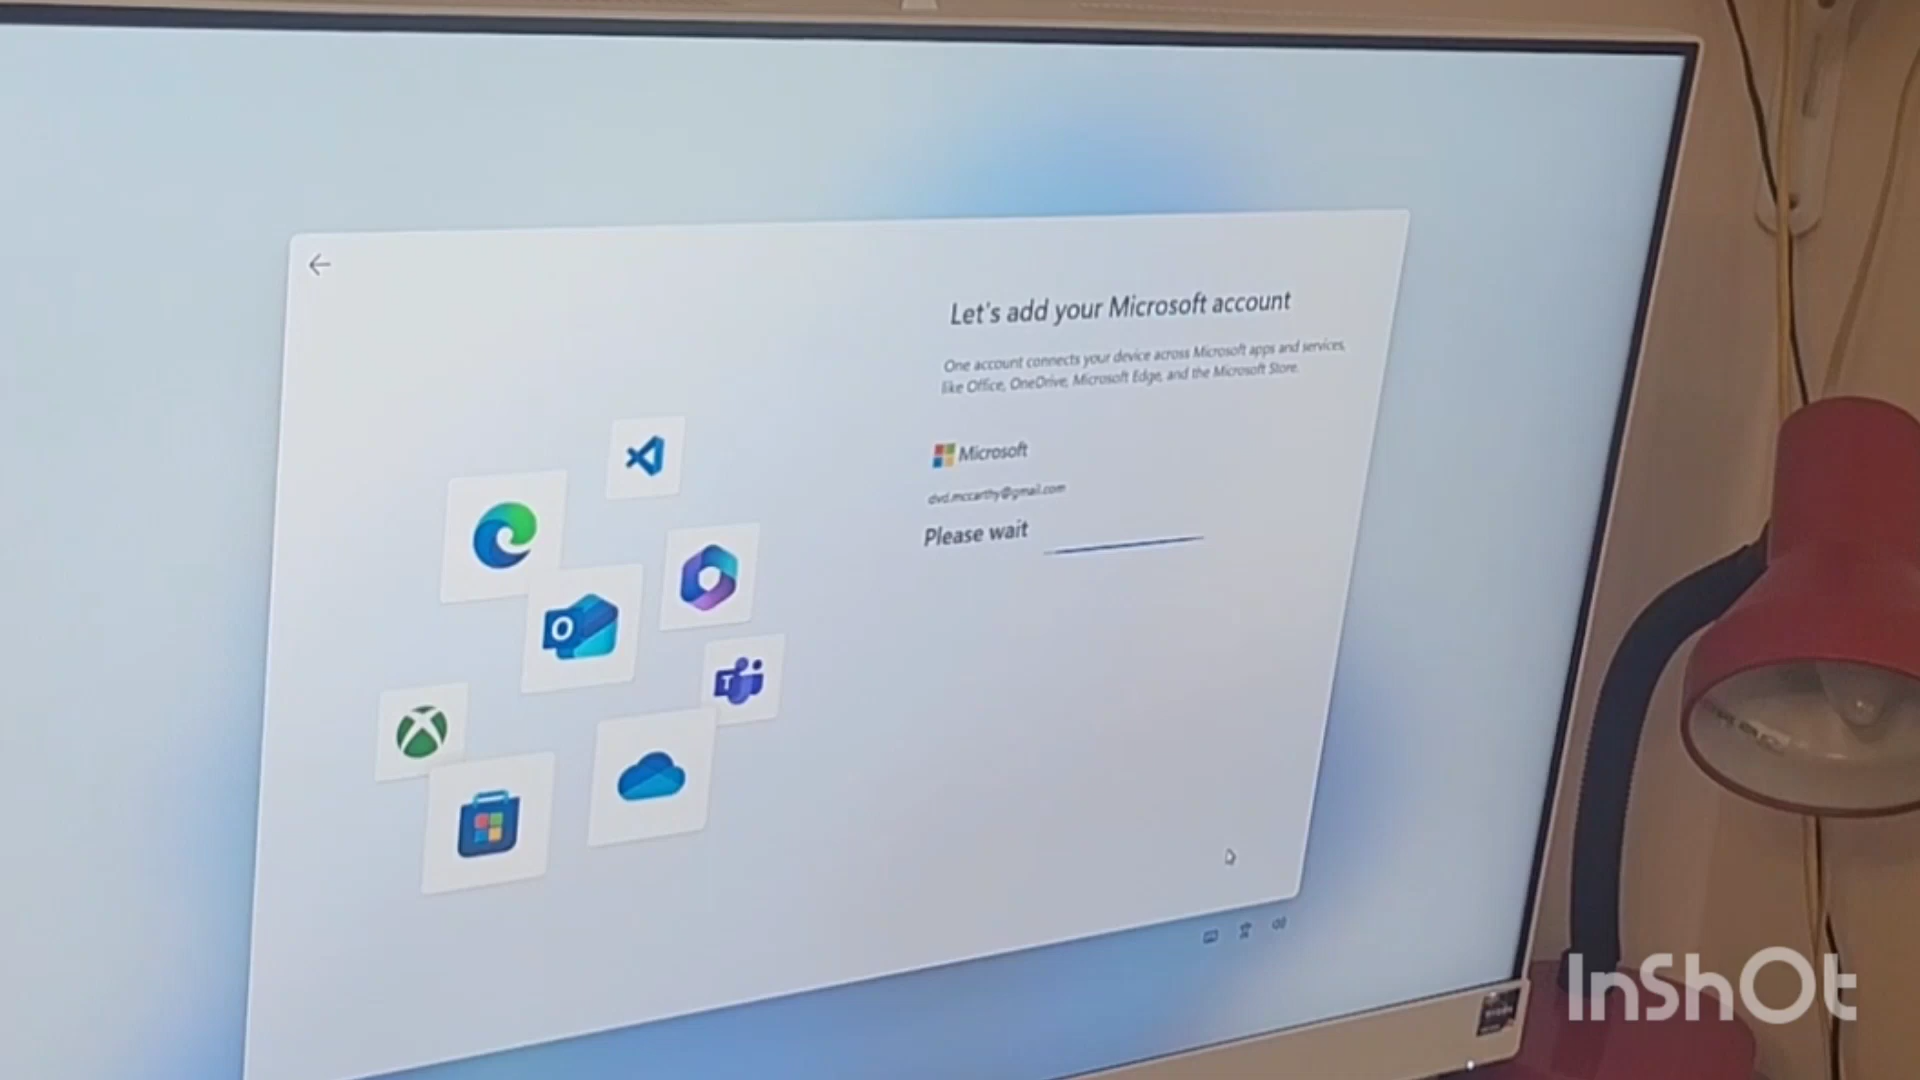 Let's add your Microsoft account
One account connects your device across Microsoft apps and services,
like Office, OneDrive, Microsoft Edge, and the Microsoft Store.
Microsoft
dvd.mccarthy@gmail.com
Please wait
InShOt